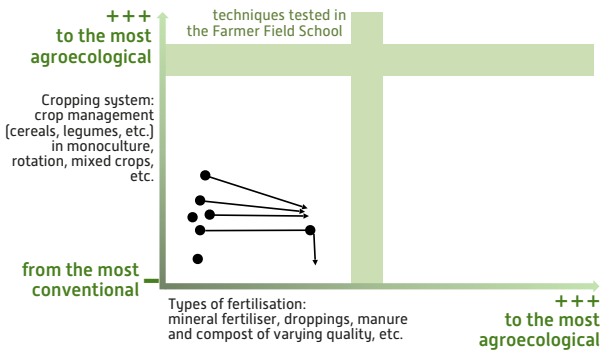 +++
to the most
agroecological
techniques tested in
the Farmer Field School
Cropping system:
crop management
(cereals, legumes, etc.)
in monoculture,
rotation, mixed crops,
etc.
from the most
conventional
Types of fertilisation:
mineral fertiliser, droppings, manure
and compost of varying quality, etc.
+++
to the most
agroecological